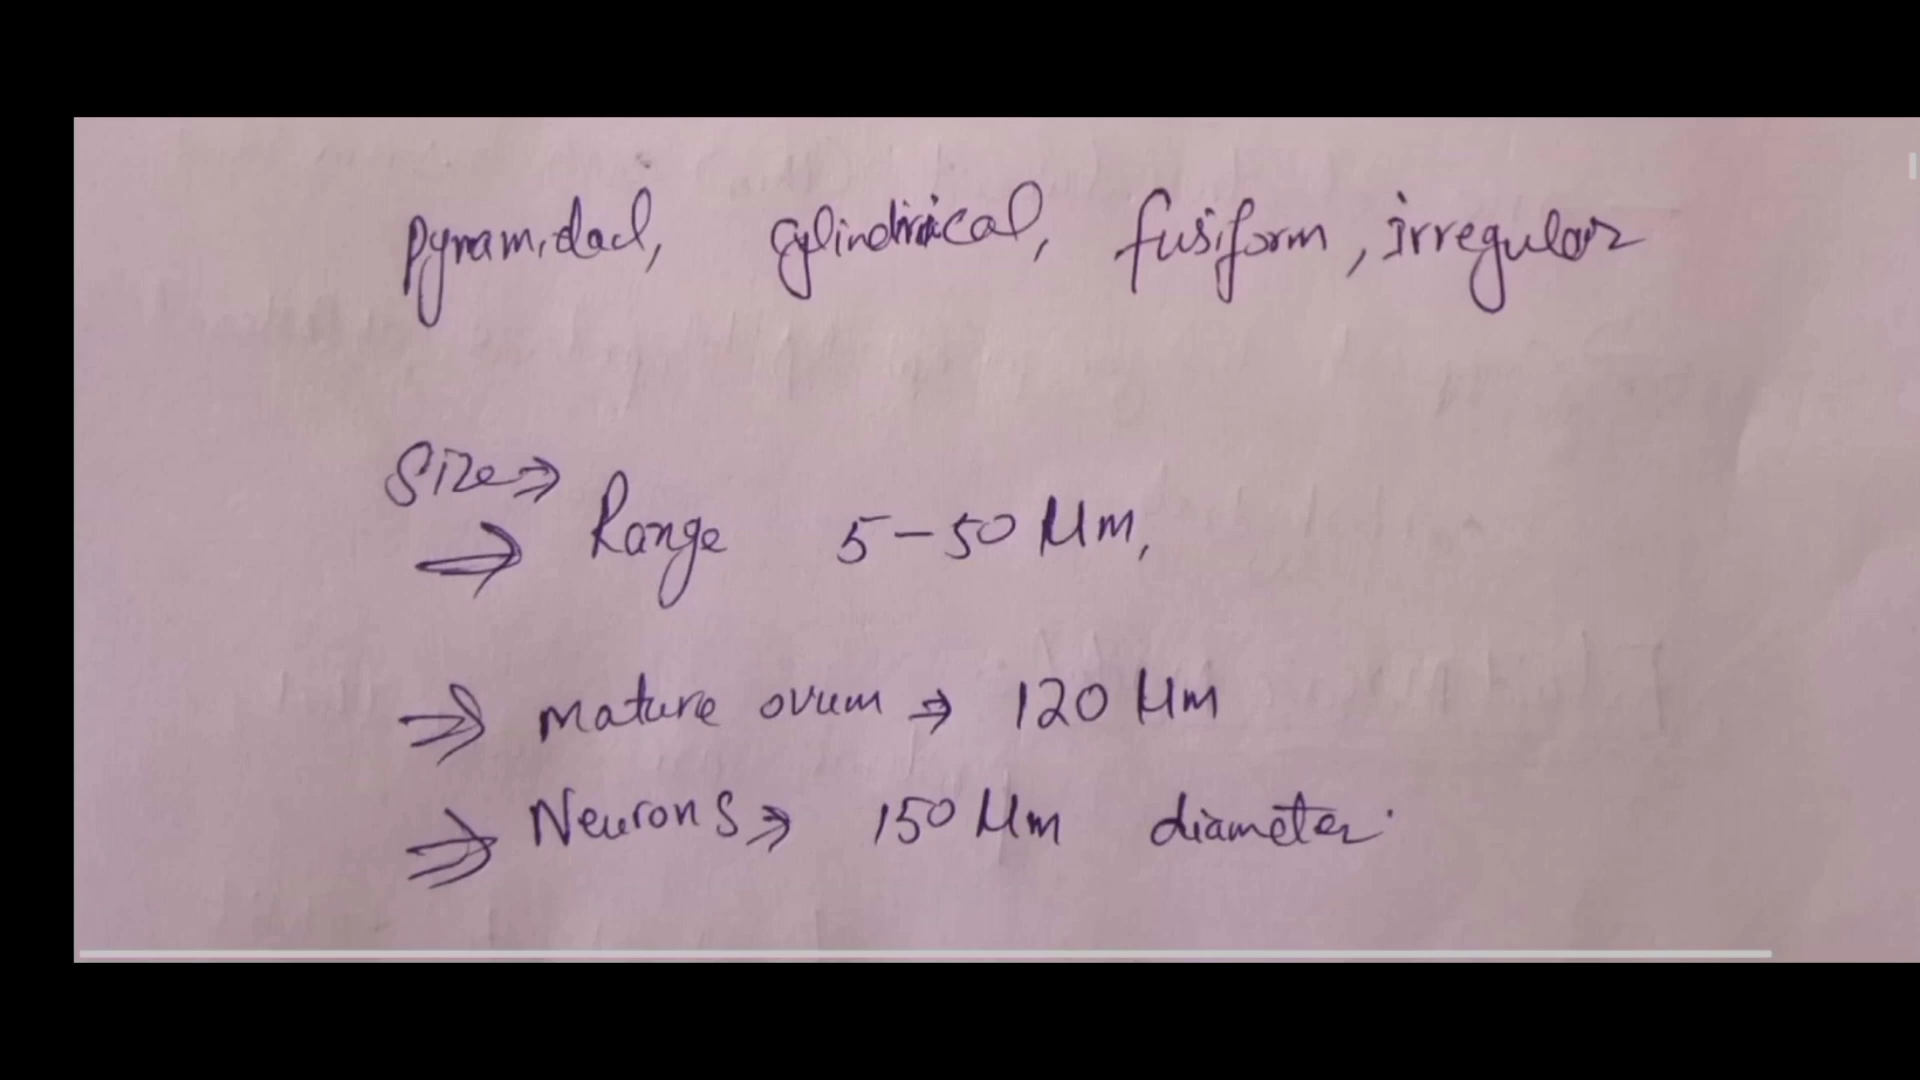 pyramidal, cylindrical, fusiform, irregular
Size ⇒
⇒ Range 5-50 μm,
⇒ mature ovum ⇒ 120 μm
⇒ Neurons ⇒ 150 μm diameter.